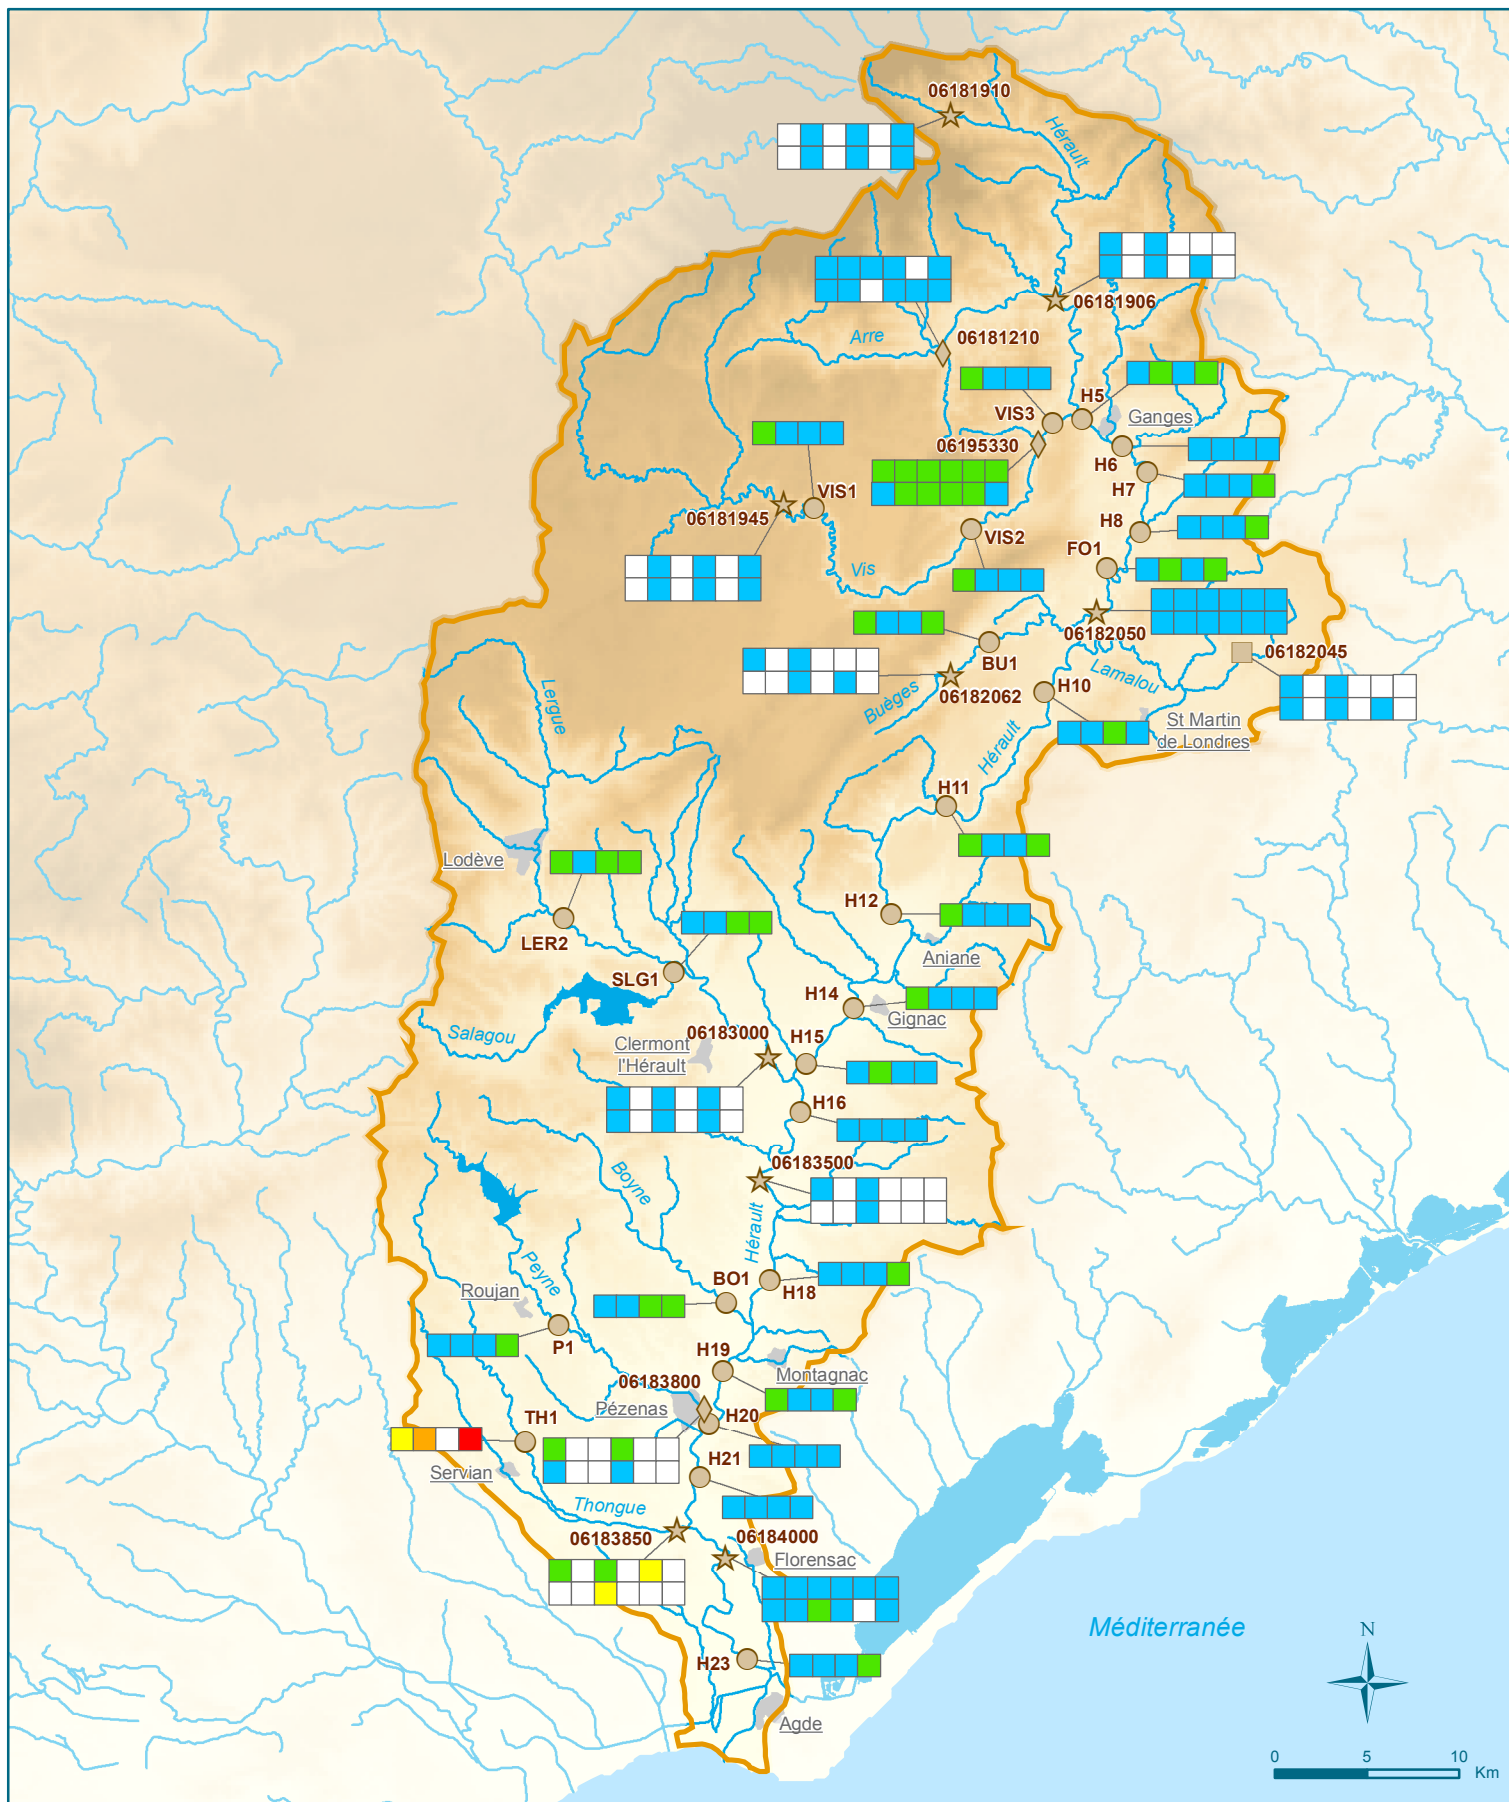 06181910
Hérault
06181906
Arre
06181210
H5
VIS3
Ganges
06195330
H6
H7
VIS1
06181945
H8
VIS2
FO1
Vis
06182050
BU1
06182045
Lamalou
H10
06182062
Buèges
St Martin
de Londres
Lergue
Hérault
H11
Lodève
H12
LER2
Aniane
SLG1
H14
Gignac
Salagou
06183000
H15
Clermont
l'Hérault
H16
06183500
Boyne
Hérault
Peyne
BO1
H18
Roujan
P1
H19
Montagnac
06183800
Pézenas
H20
TH1
H21
Servian
Thongue
06183850
06184000
Florensac
Méditerranée
N
H23
Agde
0 5 10
Km